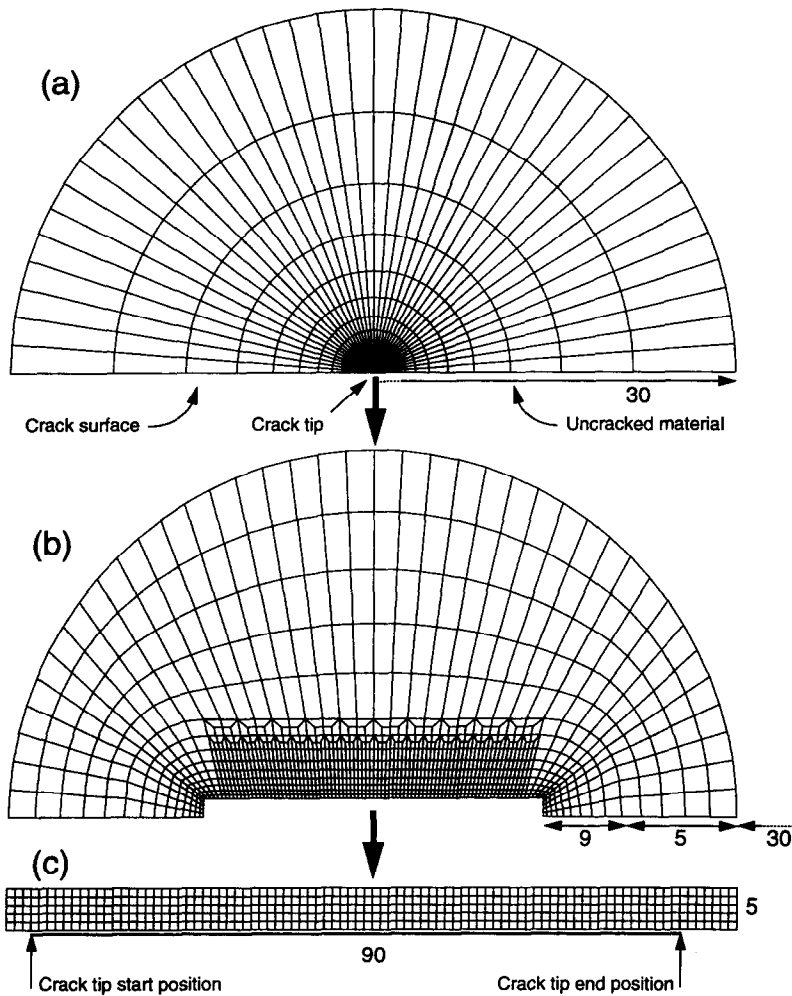 (a)
30
Crack surface
Crack tip
Uncracked material
(b)
9
5
30
(c)
5
90
Crack tip start position
Crack tip end position